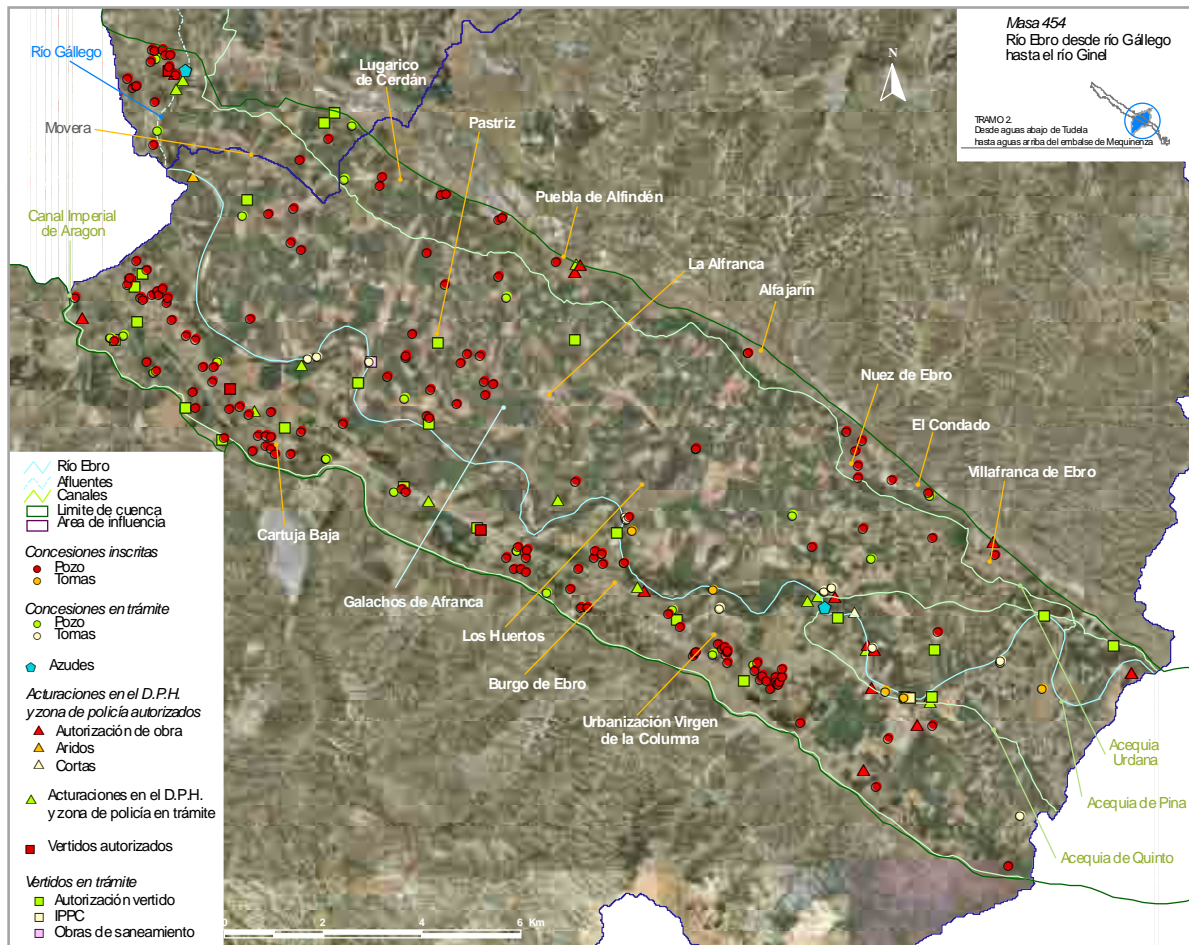 Masa 454
Río Ebro desde río Gállego
hasta el río Ginel
TRAMO 2.
Desde aguas abajo de Tudela
hasta aguas arriba del embalse de Mequinenza
N
Río Gállego
Lugarico
de Cerdán
Movera
Pastriz
Puebla de Alfindén
Canal Imperial
de Aragon
La Alfranca
Alfajarín
Nuez de Ebro
El Condado
Villafranca de Ebro
Cartuja Baja
Galachos de Afranca
Los Huertos
Burgo de Ebro
Urbanización Virgen
de la Columna
Acequia
Urdana
Acequia de Pina
Acequia de Quinto
Río Ebro
Afluentes
Canales
Limite de cuenca
Area de influencia
Concesiones inscritas
Pozo
Tomas
Concesiones en trámite
Pozo
Tomas
Azudes
Acturaciones en el D.P.H.
y zona de policía autorizados
Autorización de obra
Aridos
Cortas
Acturaciones en el D.P.H.
y zona de policía en trámite
Vertidos autorizados
Vertidos en trámite
Autorización vertido
IPPC
Obras de saneamiento
0 2 4 6 Km